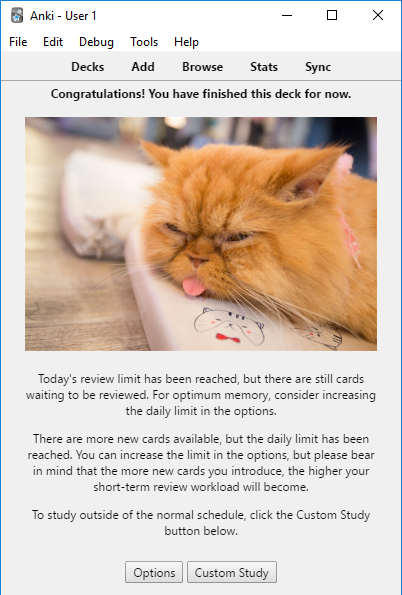 Anki - User 1
File Edit Debug Tools Help
Decks Add Browse Stats Sync
Congratulations! You have finished this deck for now.
Today's review limit has been reached, but there are still cards
waiting to be reviewed. For optimum memory, consider increasing
the daily limit in the options.
There are more new cards available, but the daily limit has been
reached. You can increase the limit in the options, but please bear
in mind that the more new cards you introduce, the higher your
short-term review workload will become.
To study outside of the normal schedule, click the Custom Study
button below.
Options Custom Study